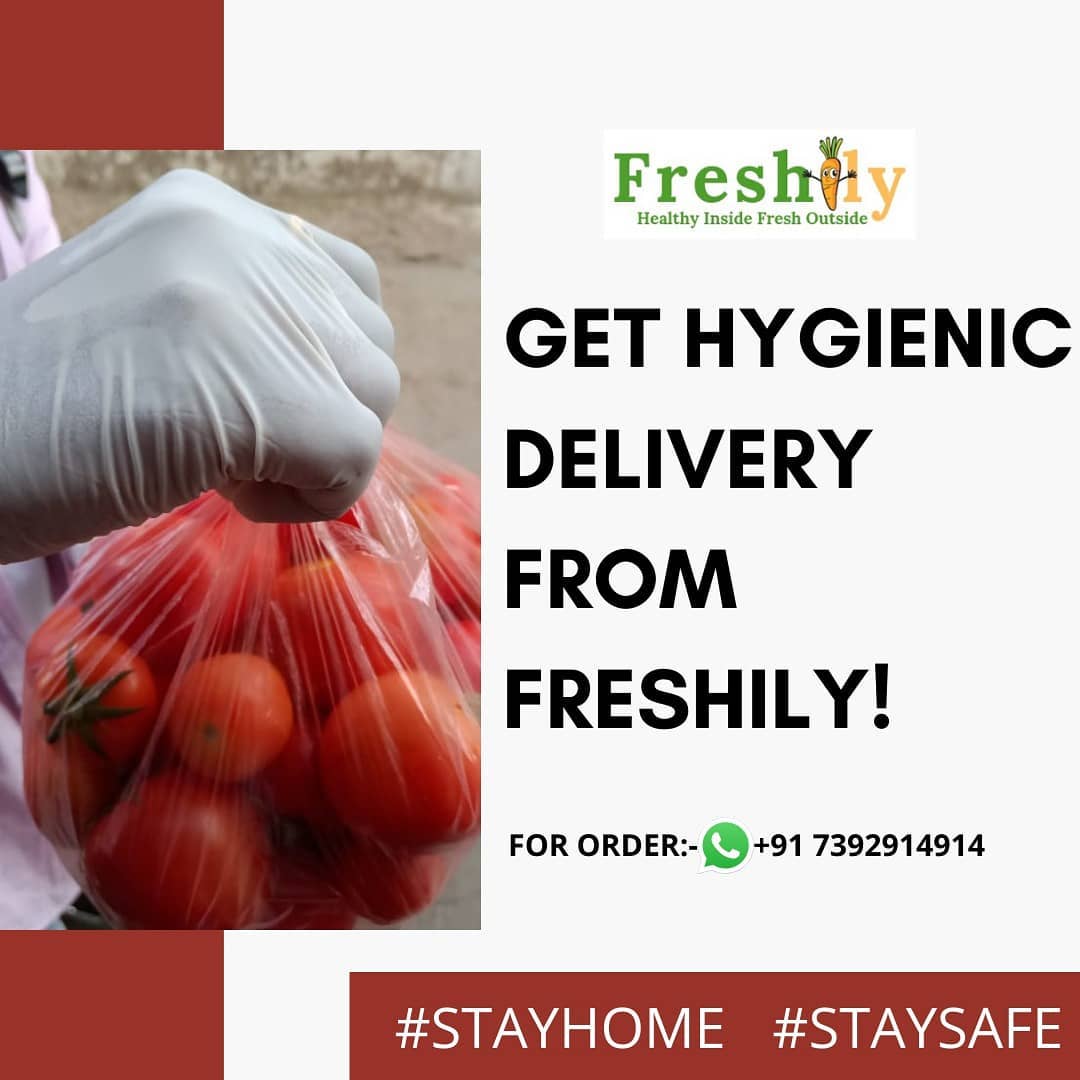 Freshily
Healthy Inside Fresh Outside
GET HYGIENIC
DELIVERY
FROM
FRESHILY!
FOR ORDER:- +91 7392914914
#STAYHOME #STAYSAFE